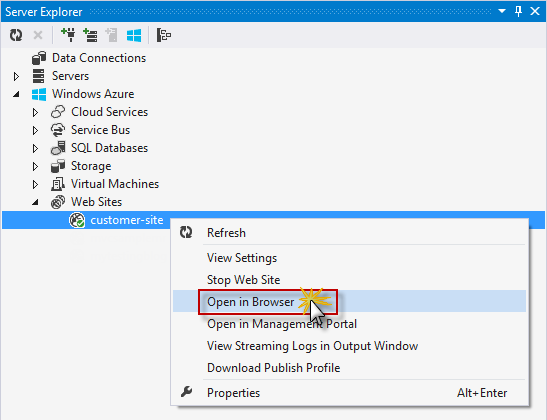 Server Explorer
Data Connections
Servers
Windows Azure
Cloud Services
Service Bus
SQL Databases
Storage
Virtual Machines
Web Sites
customer-site
Refresh
View Settings
Stop Web Site
Open in Browser
Open in Management Portal
View Streaming Logs in Output Window
Download Publish Profile
Properties Alt+Enter